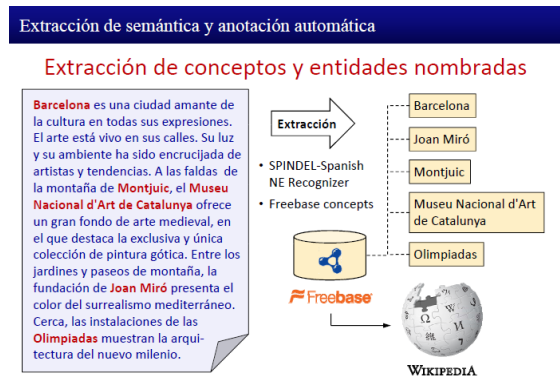 Extracción de semántica y anotación automática
Extracción de conceptos y entidades nombradas
Barcelona es una ciudad amante de
la cultura en todas sus expresiones.
El arte está vivo en sus calles. Su luz
y su ambiente ha sido encrucijada de
artistas y tendencias. A las faldas de
la montaña de Montjuic, el Museu
Nacional d'Art de Catalunya ofrece
un gran fondo de arte medieval, en
el que destaca la exclusiva y única
colección de pintura gótica. Entre los
jardines y paseos de montaña, la
fundación de Joan Miró presenta el
color del surrealismo mediterráneo.
Cerca, las instalaciones de las
Olimpiadas muestran la arqui-
tectura del nuevo milenio.
Extracción
• SPINDEL-Spanish
NE Recognizer
• Freebase concepts
Freebase
Barcelona
Joan Miró
Montjuic
Museu Nacional d'Art
de Catalunya
Olimpiadas
Ω W
И
WIKIPEDIA